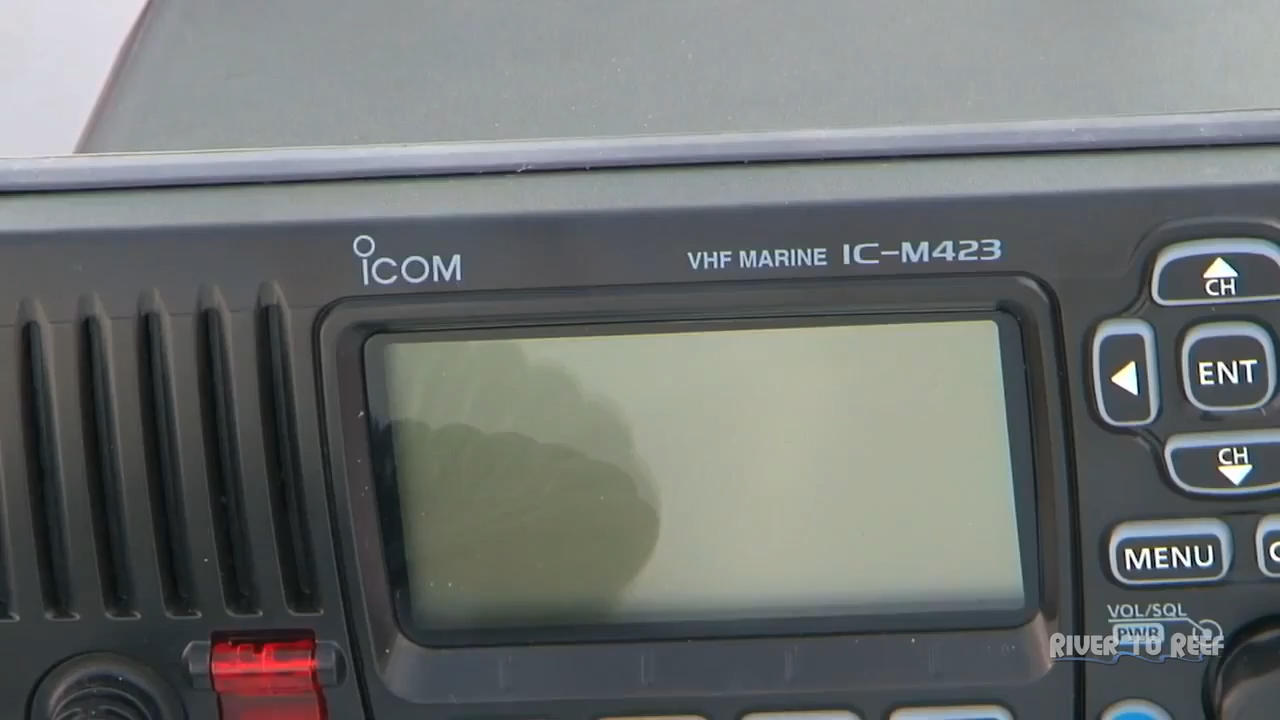 ICOM
VHF MARINE IC-M423
CH
ENT
CH
MENU
VOL/SQL
PWR
RIVER TO REEF